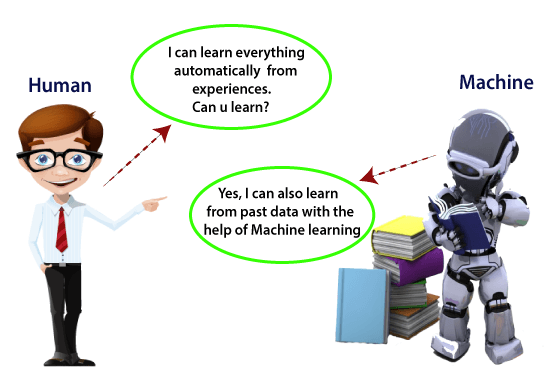 Human
I can learn everything
automatically from
experiences.
Can u learn?
Machine
Yes, I can also learn
from past data with the
help of Machine learning